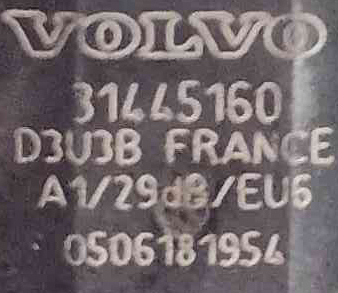 VOLVO
31445160
D3U3B FRANCE
A1/29dB/EU6
0506181954